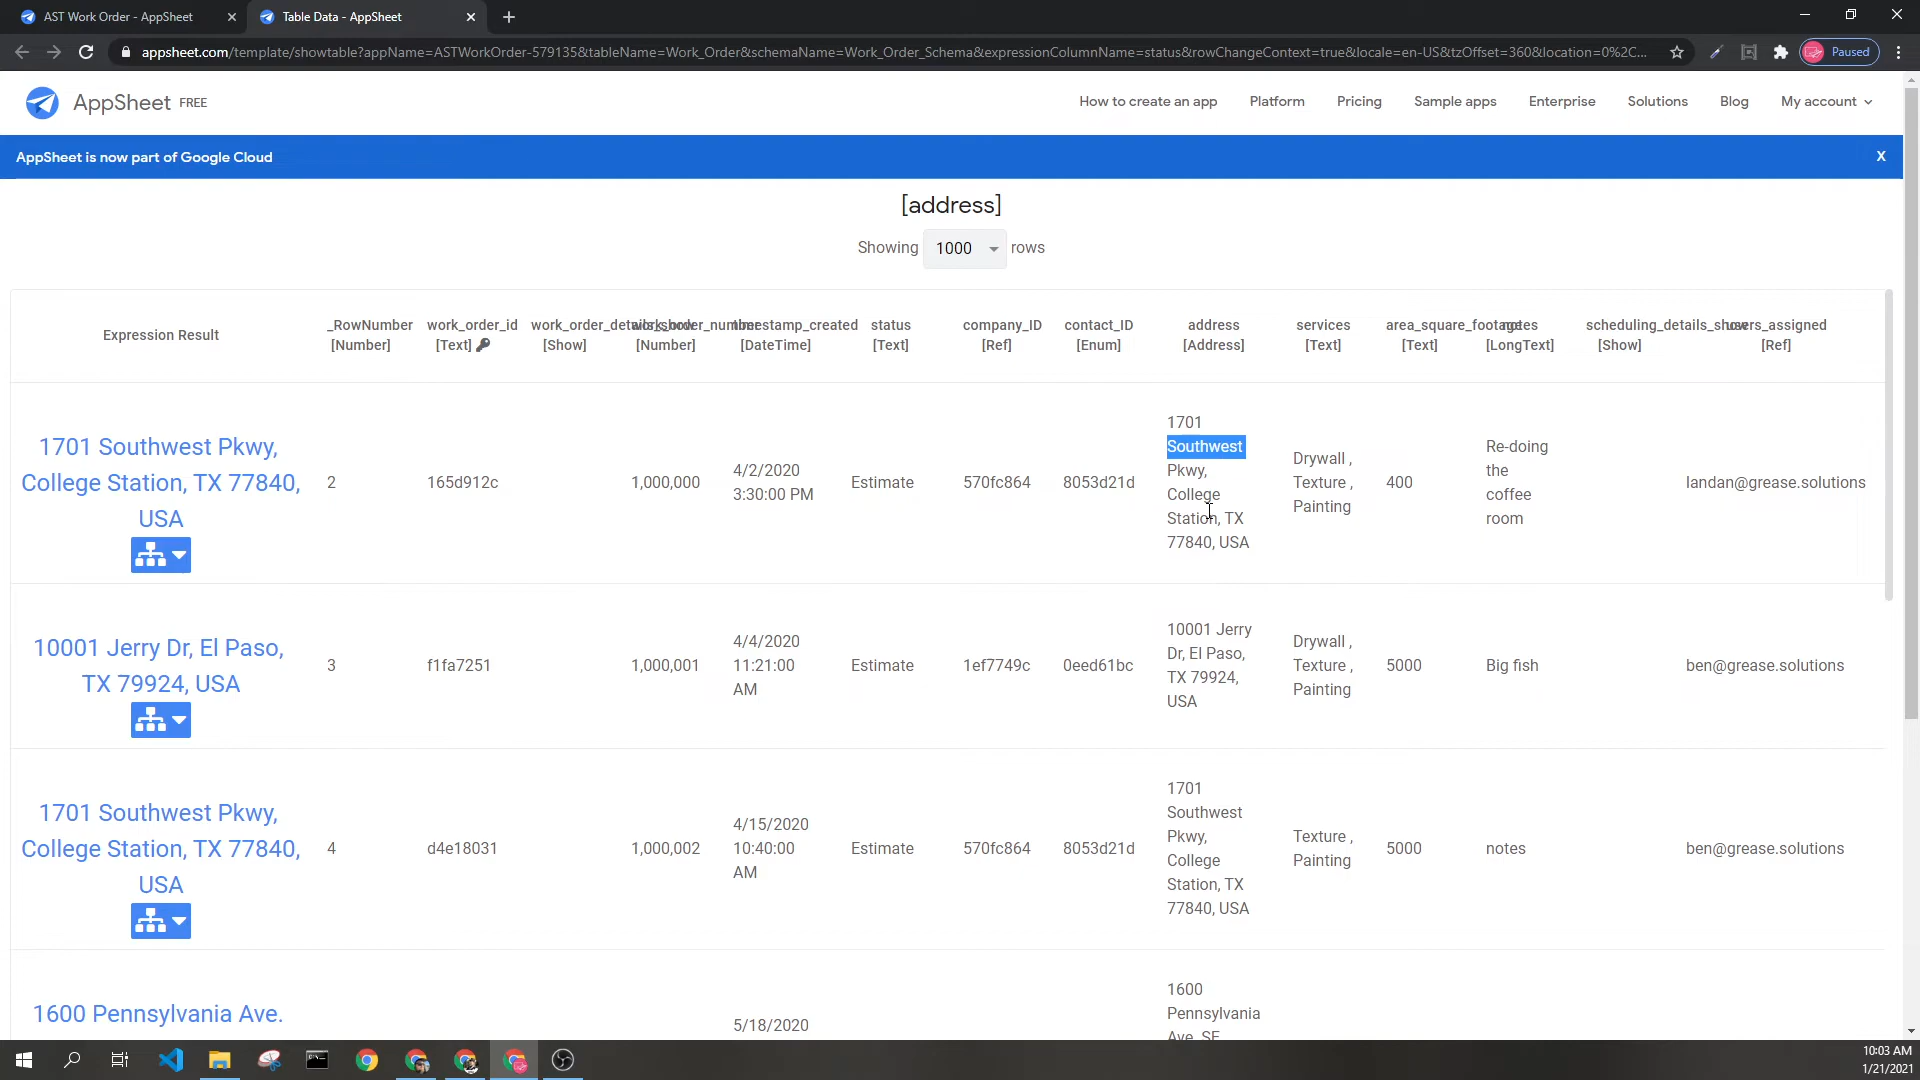 AST Work Order - AppSheet
Table Data - AppSheet
appsheet.com/template/showtable?appName=ASTWorkOrder-579135&tableName=Work_Order&schemaName=Work_Order_Schema&expressionColumnName=status&rowChangeContext=true&locale=en-US&tzOffset=360&location=0%2C...
Paused
AppSheet FREE
How to create an app
Platform
Pricing
Sample apps
Enterprise
Solutions
Blog
My account
AppSheet is now part of Google Cloud
X
[address]
Showing 1000 rows
Expression Result
_RowNumber
[Number]
work_order_id
[Text]
work_order_details_show
[Show]
work_order_number
[Number]
timestamp_created
[DateTime]
status
[Text]
company_ID
[Ref]
contact_ID
[Enum]
address
[Address]
services
[Text]
area_square_footage
[Text]
notes
[LongText]
scheduling_details_show
[Show]
users_assigned
[Ref]
1701 Southwest Pkwy,
College Station, TX 77840,
USA
2
165d912c
1,000,000
4/2/2020
3:30:00 PM
Estimate
570fc864
8053d21d
1701
Southwest
Pkwy,
College
Station, TX
77840, USA
Drywall ,
Texture ,
Painting
400
Re-doing
the
coffee
room
landan@grease.solutions
10001 Jerry Dr, El Paso,
TX 79924, USA
3
f1fa7251
1,000,001
4/4/2020
11:21:00
AM
Estimate
1ef7749c
0eed61bc
10001 Jerry
Dr, El Paso,
TX 79924,
USA
Drywall ,
Texture ,
Painting
5000
Big fish
ben@grease.solutions
1701 Southwest Pkwy,
College Station, TX 77840,
USA
4
d4e18031
1,000,002
4/15/2020
10:40:00
AM
Estimate
570fc864
8053d21d
1701
Southwest
Pkwy,
College
Station, TX
77840, USA
Texture ,
Painting
5000
notes
ben@grease.solutions
1600 Pennsylvania Ave.
5/18/2020
1600
Pennsylvania
Ave, SE
10:03 AM
1/21/2021